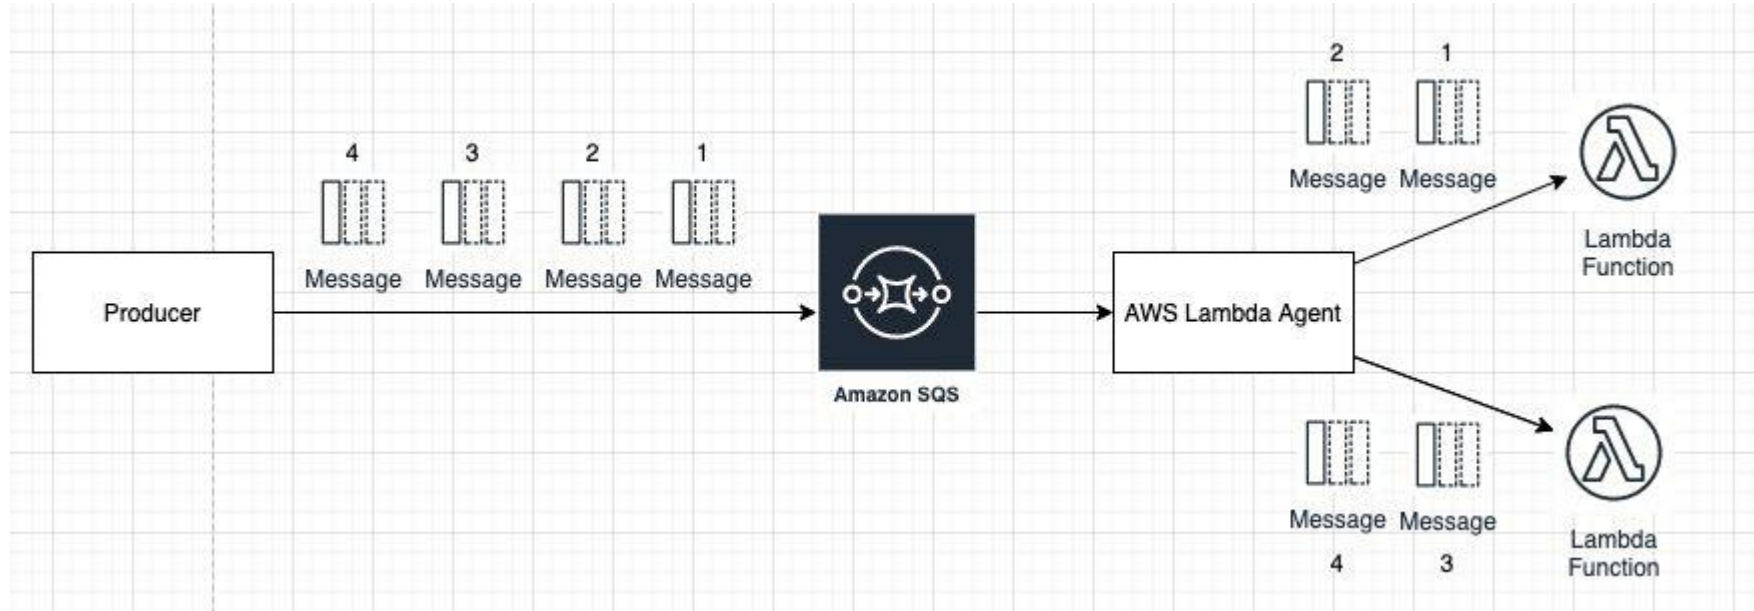 2 1
Message Message
4 3 2 1
Message Message Message Message
Lambda
Function
Producer
AWS Lambda Agent
Amazon SQS
Message Message
4 3
Lambda
Function